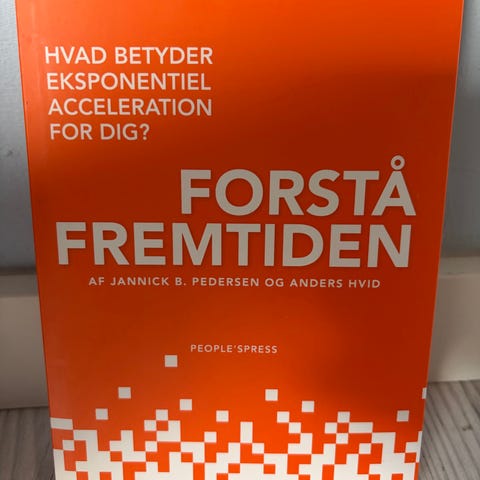 HVAD BETYDER
EKSPONENTIEL
ACCELERATION
FOR DIG?
FORSTÅ
FREMTIDEN
AF JANNICK B. PEDERSEN OG ANDERS HVID
PEOPLE'SPRESS